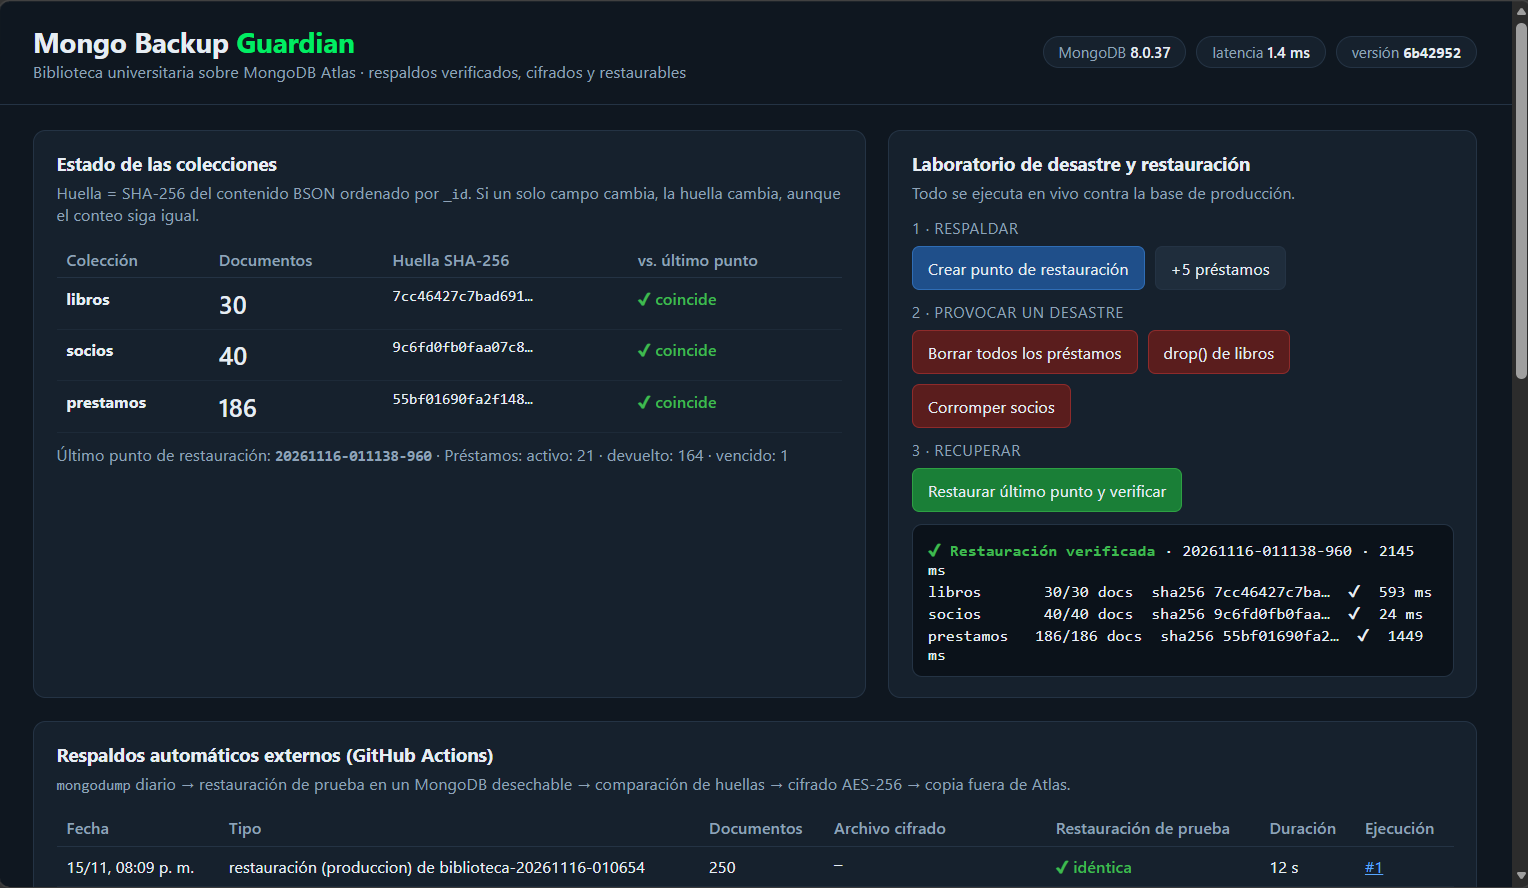 Mongo Backup Guardian
Biblioteca universitaria sobre MongoDB Atlas · respaldos verificados, cifrados y restaurables
MongoDB 8.0.37
latencia 1.4 ms
versión 6b42952
Estado de las colecciones
Huella = SHA-256 del contenido BSON ordenado por _id. Si un solo campo cambia, la huella cambia, aunque
el conteo siga igual.
Colección Documentos Huella SHA-256 vs. último punto
libros 30 7cc46427c7bad691… ✓ coincide
socios 40 9c6fd0fb0faa07c8… ✓ coincide
prestamos 186 55bf01690fa2f148… ✓ coincide
Último punto de restauración: 20261116-011138-960 · Préstamos: activo: 21 · devuelto: 164 · vencido: 1
Laboratorio de desastre y restauración
Todo se ejecuta en vivo contra la base de producción.
1 · RESPALDAR
Crear punto de restauración
+5 préstamos
2 · PROVOCAR UN DESASTRE
Borrar todos los préstamos
drop() de libros
Corromper socios
3 · RECUPERAR
Restaurar último punto y verificar
✓ Restauración verificada · 20261116-011138-960 · 2145
ms
libros 30/30 docs sha256 7cc46427c7ba… ✓ 593 ms
socios 40/40 docs sha256 9c6fd0fb0faa… ✓ 24 ms
prestamos 186/186 docs sha256 55bf01690fa2… ✓ 1449
ms
Respaldos automáticos externos (GitHub Actions)
mongodump diario → restauración de prueba en un MongoDB desechable → comparación de huellas → cifrado AES-256 → copia fuera de Atlas.
Fecha Tipo Documentos Archivo cifrado Restauración de prueba Duración Ejecución
15/11, 08:09 p. m. restauración (produccion) de biblioteca-20261116-010654 250 – ✓ idéntica 12 s #1